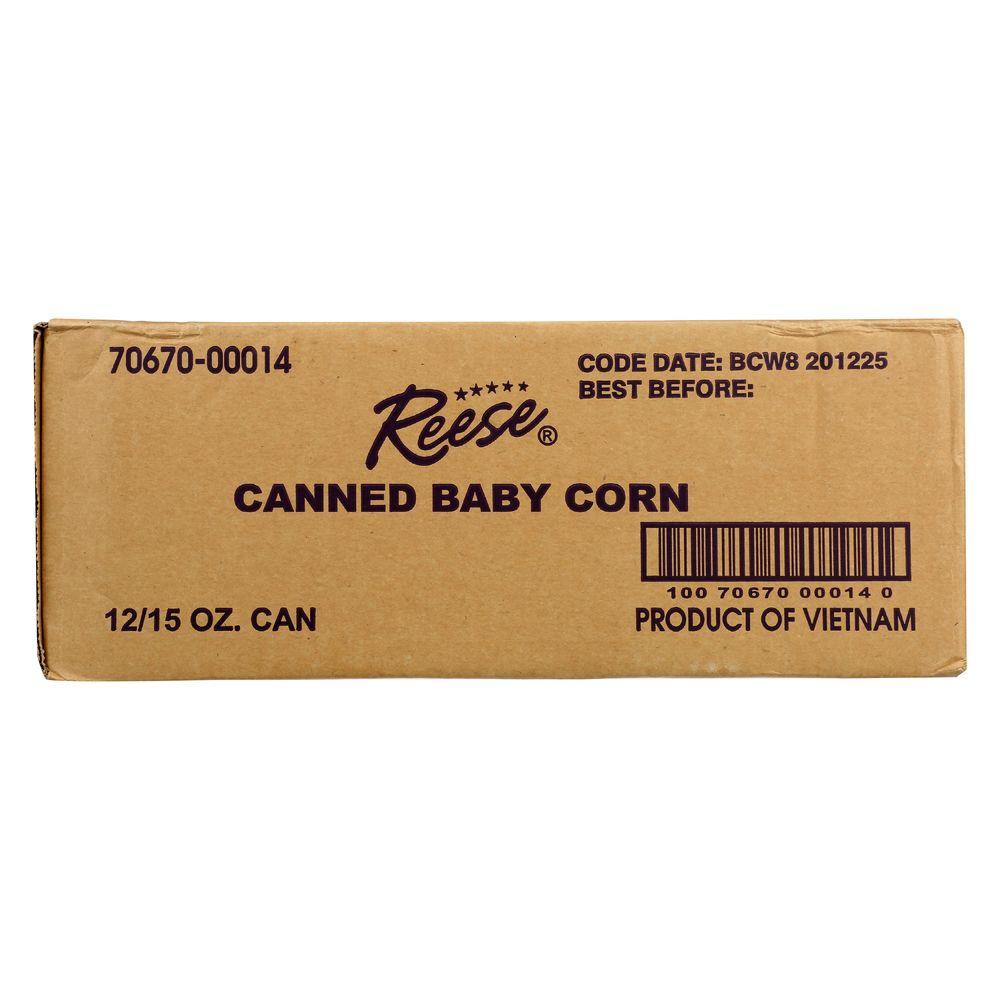 70670-00014
CODE DATE: BCW8 201225
BEST BEFORE:
Reese®
CANNED BABY CORN
100 70670 00014 0
12/15 OZ. CAN
PRODUCT OF VIETNAM